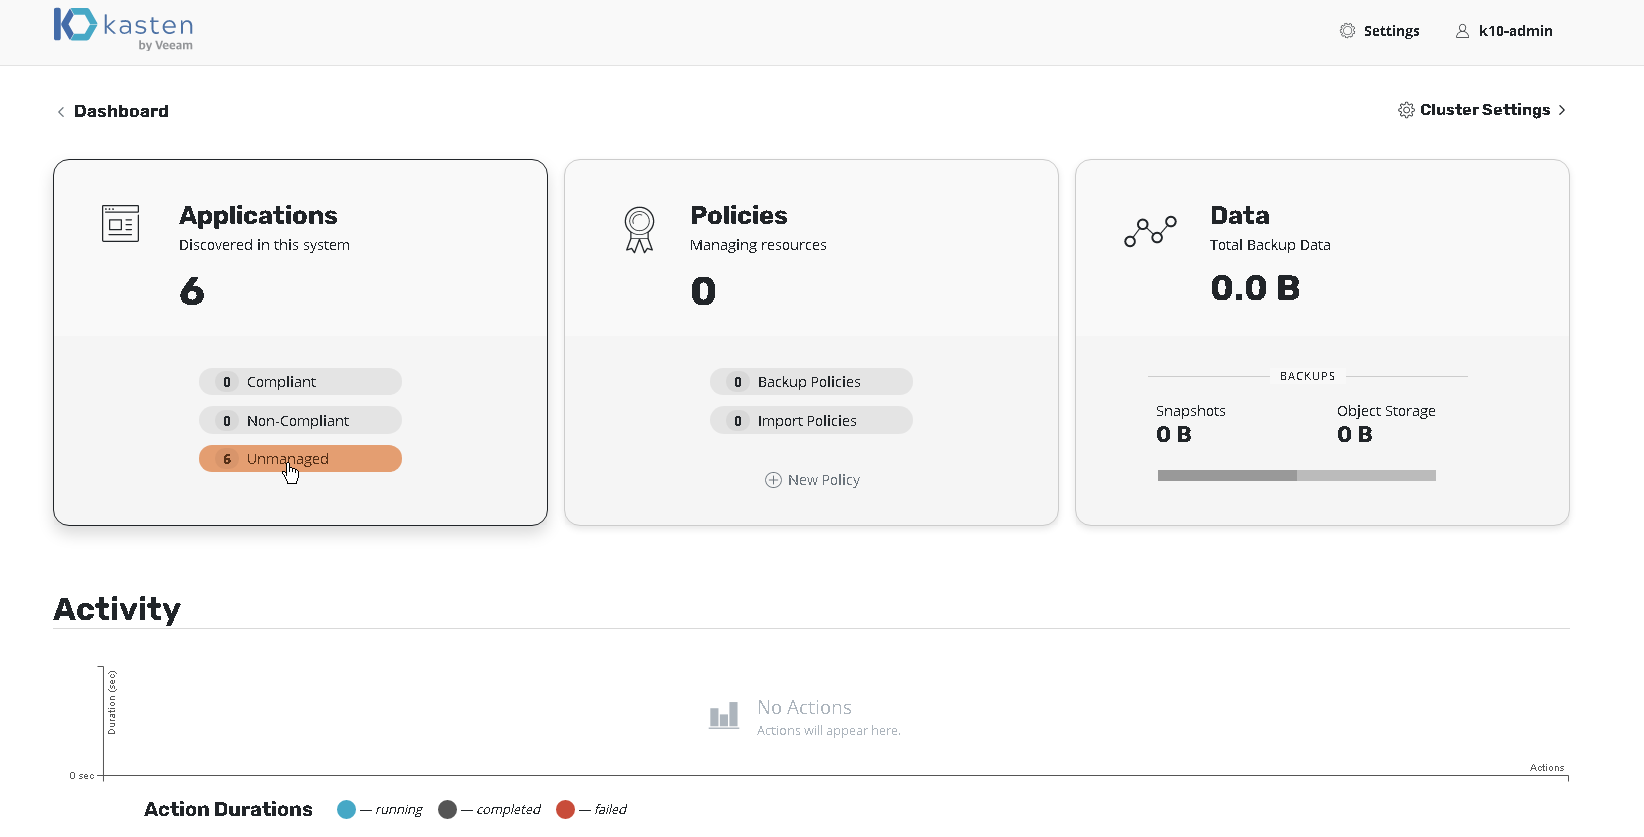 kasten
by Veeam
Settings
k10-admin
Dashboard
Cluster Settings
Applications
Discovered in this system
6
0 Compliant
0 Non-Compliant
6 Unmanaged
Policies
Managing resources
0
0 Backup Policies
0 Import Policies
New Policy
Data
Total Backup Data
0.0 B
BACKUPS
Snapshots
0 B
Object Storage
0 B
Activity
Duration (sec)
0 sec
No Actions
Actions will appear here.
Actions
Action Durations
— running
— completed
— failed